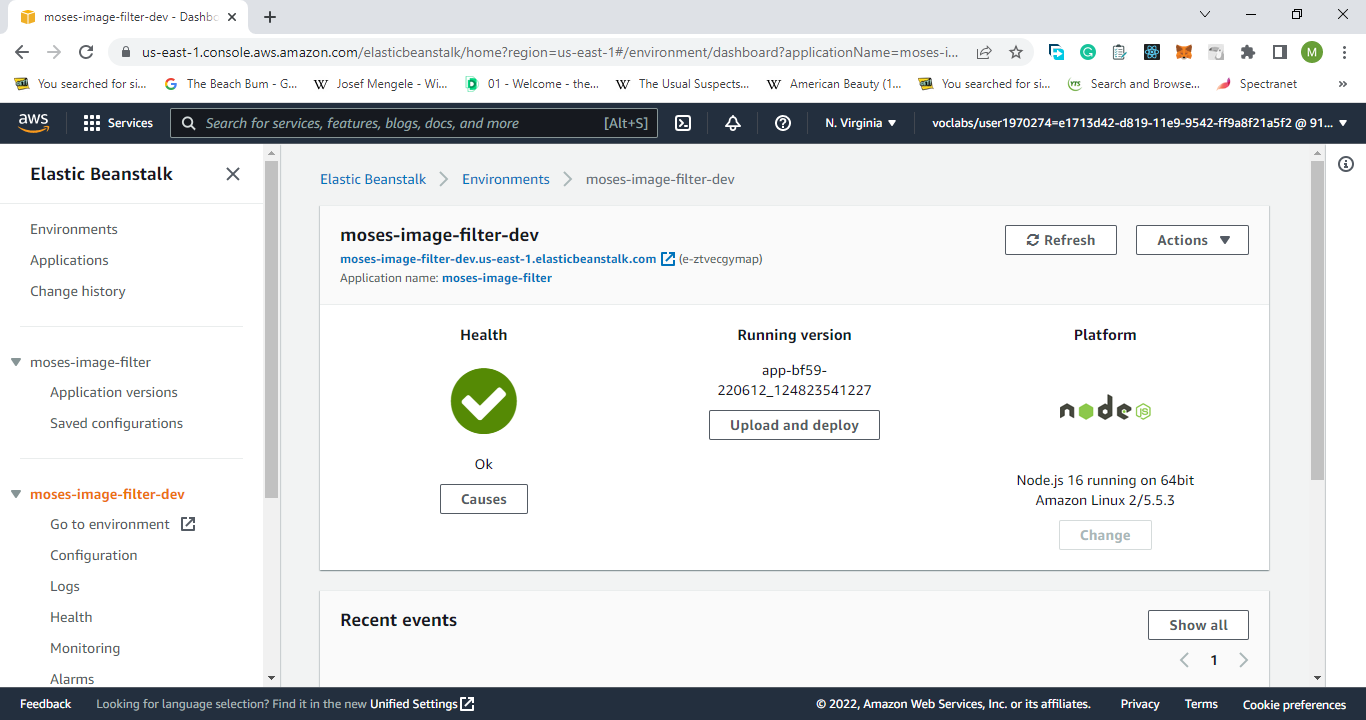 moses-image-filter-dev - Dashbo
us-east-1.console.aws.amazon.com/elasticbeanstalk/home?region=us-east-1#/environment/dashboard?applicationName=moses-i...
M
You searched for si...
The Beach Bum - G...
Josef Mengele - Wi...
01 - Welcome - the...
The Usual Suspects...
American Beauty (1...
You searched for si...
Search and Browse...
Spectranet
»
aws
Services
Search for services, features, blogs, docs, and more [Alt+S]
N. Virginia
voclabs/user1970274=e1713d42-d819-11e9-9542-ff9a8f21a5f2 @ 91...
Elastic Beanstalk
Environments
Applications
Change history
moses-image-filter
Application versions
Saved configurations
moses-image-filter-dev
Go to environment
Configuration
Logs
Health
Monitoring
Alarms
Elastic Beanstalk
Environments
moses-image-filter-dev
moses-image-filter-dev
moses-image-filter-dev.us-east-1.elasticbeanstalk.com (e-ztvecgymap)
Application name: moses-image-filter
Refresh
Actions
Health
Ok
Causes
Running version
app-bf59-
220612_124823541227
Upload and deploy
Platform
node JS
Node.js 16 running on 64bit
Amazon Linux 2/5.5.3
Change
Recent events
Show all
1
Feedback
Looking for language selection? Find it in the new Unified Settings
© 2022, Amazon Web Services, Inc. or its affiliates.
Privacy
Terms
Cookie preferences